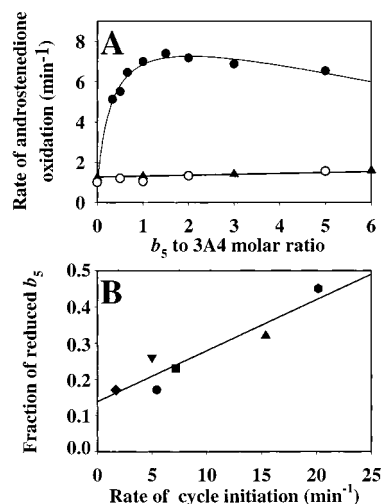 A
Rate of androstenedione
oxidation (min-1)
8
6
4
2
0
0 1 2 3 4 5 6
b5 to 3A4 molar ratio
B
Fraction of reduced b5
0.5
0.4
0.3
0.2
0.1
0.0
0 5 10 15 20 25
Rate of cycle initiation (min-1)